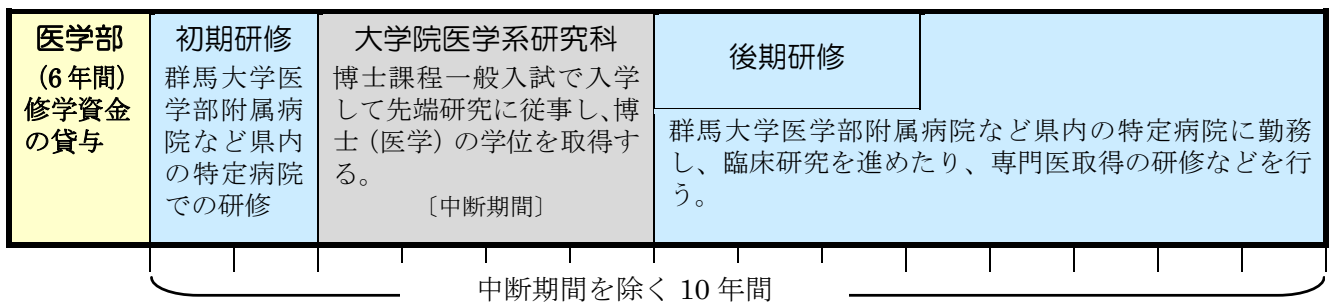 医学部
（6 年間）
修学資金
の貸与
初期研修
群馬大学医
学部附属病
院など県内
の特定病院
での研修
大学院医学系研究科
博士課程一般入試で入学
して先端研究に従事し、博
士（医学）の学位を取得す
る。
〔中断期間〕
後期研修
群馬大学医学部附属病院など県内の特定病院に勤務
し、臨床研究を進めたり、専門医取得の研修などを行
う。
中断期間を除く 10 年間